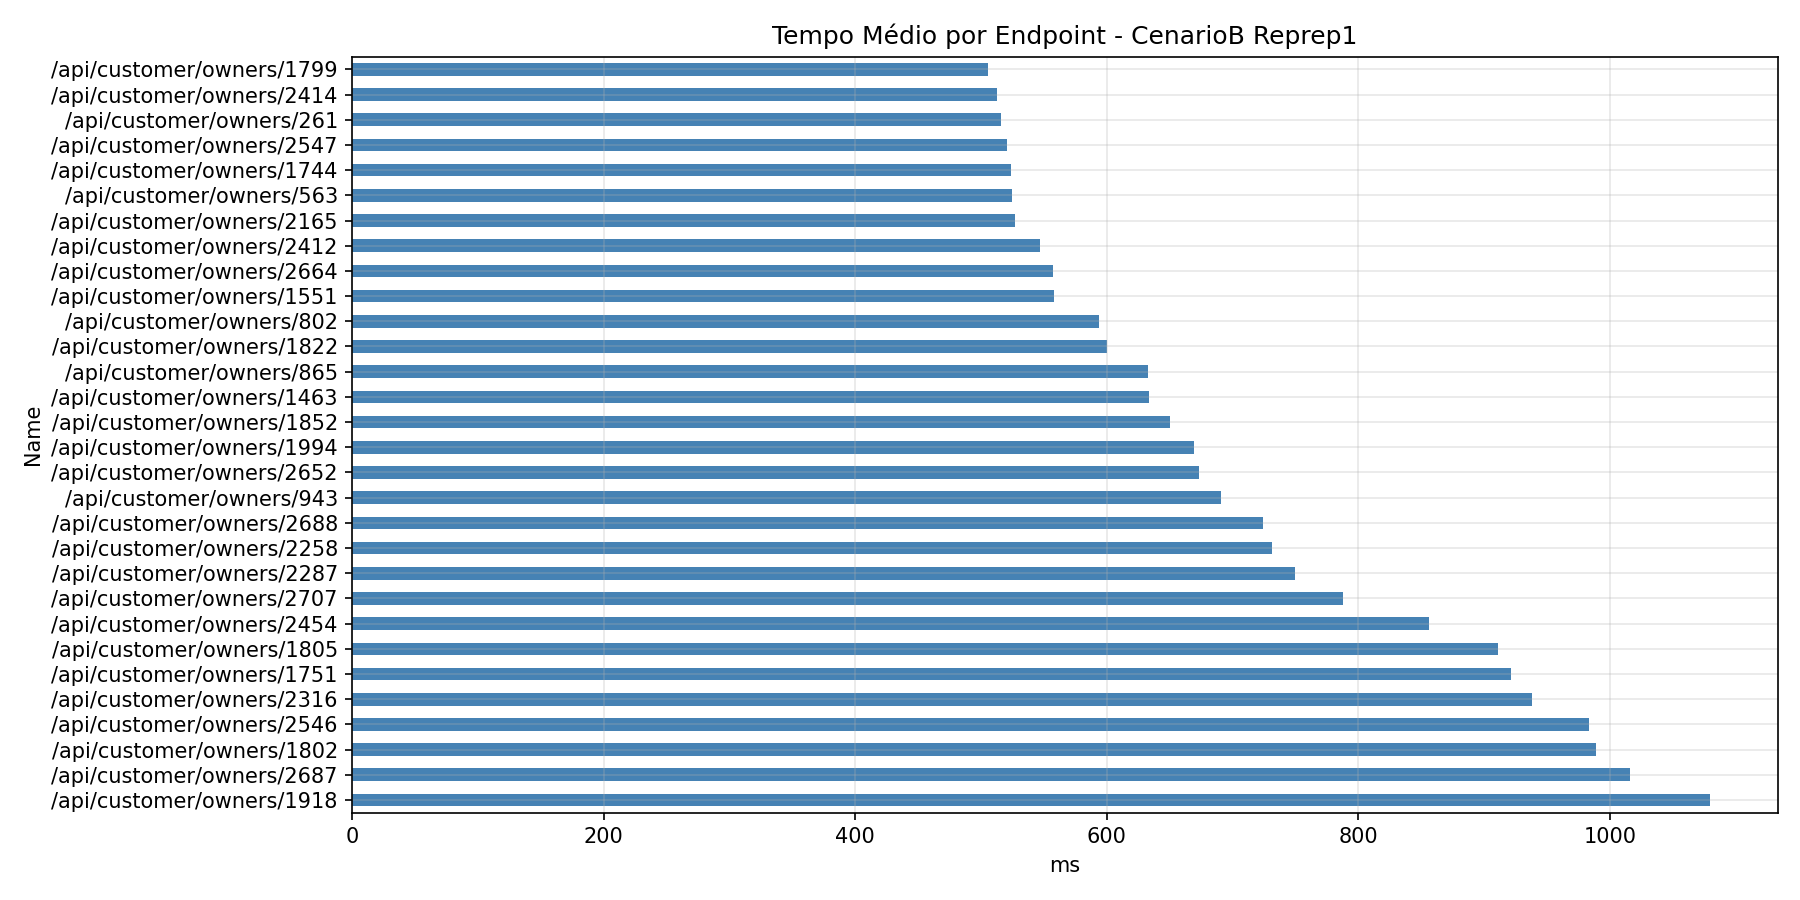 Tempo Médio por Endpoint - CenarioB Reprep1
/api/customer/owners/1799
/api/customer/owners/2414
/api/customer/owners/261
/api/customer/owners/2547
/api/customer/owners/1744
/api/customer/owners/563
/api/customer/owners/2165
/api/customer/owners/2412
/api/customer/owners/2664
/api/customer/owners/1551
/api/customer/owners/802
/api/customer/owners/1822
/api/customer/owners/865
/api/customer/owners/1463
/api/customer/owners/1852
/api/customer/owners/1994
/api/customer/owners/2652
/api/customer/owners/943
/api/customer/owners/2688
/api/customer/owners/2258
/api/customer/owners/2287
/api/customer/owners/2707
/api/customer/owners/2454
/api/customer/owners/1805
/api/customer/owners/1751
/api/customer/owners/2316
/api/customer/owners/2546
/api/customer/owners/1802
/api/customer/owners/2687
/api/customer/owners/1918
Name
0 200 400 600 800 1000
ms